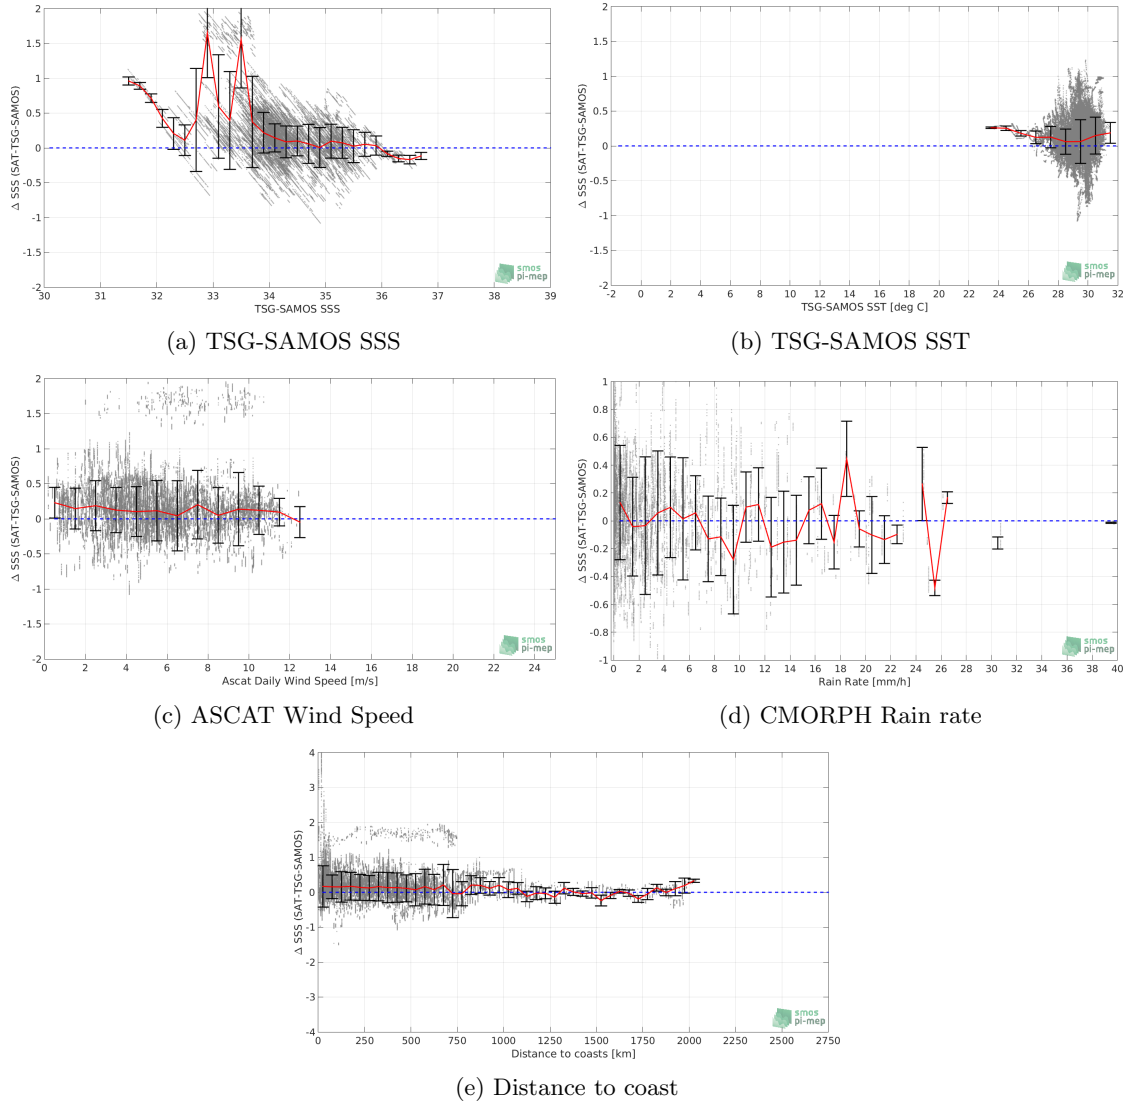 2
1.5
1
0.5
0
-0.5
-1
-1.5
-2
Δ SSS (SAT-TSG-SAMOS)
30 31 32 33 34 35 36 37 38 39
TSG-SAMOS SSS
smos
pi-mep
(a) TSG-SAMOS SSS
2
1.5
1
0.5
0
-0.5
-1
-1.5
-2
Δ SSS (SAT-TSG-SAMOS)
-2 0 2 4 6 8 10 12 14 16 18 20 22 24 26 28 30 32
TSG-SAMOS SST [deg C]
smos
pi-mep
(b) TSG-SAMOS SST
2
1.5
1
0.5
0
-0.5
-1
-1.5
-2
Δ SSS (SAT-TSG-SAMOS)
0 2 4 6 8 10 12 14 16 18 20 22 24
Ascat Daily Wind Speed [m/s]
smos
pi-mep
(c) ASCAT Wind Speed
1
0.8
0.6
0.4
0.2
0
-0.2
-0.4
-0.6
-0.8
-1
Δ SSS (SAT-TSG-SAMOS)
0 2 4 6 8 10 12 14 16 18 20 22 24 26 28 30 32 34 36 38 40
Rain Rate [mm/h]
smos
pi-mep
(d) CMORPH Rain rate
4
3
2
1
0
-1
-2
-3
-4
Δ SSS (SAT-TSG-SAMOS)
0 250 500 750 1000 1250 1500 1750 2000 2250 2500 2750
Distance to coasts [km]
smos
pi-mep
(e) Distance to coast